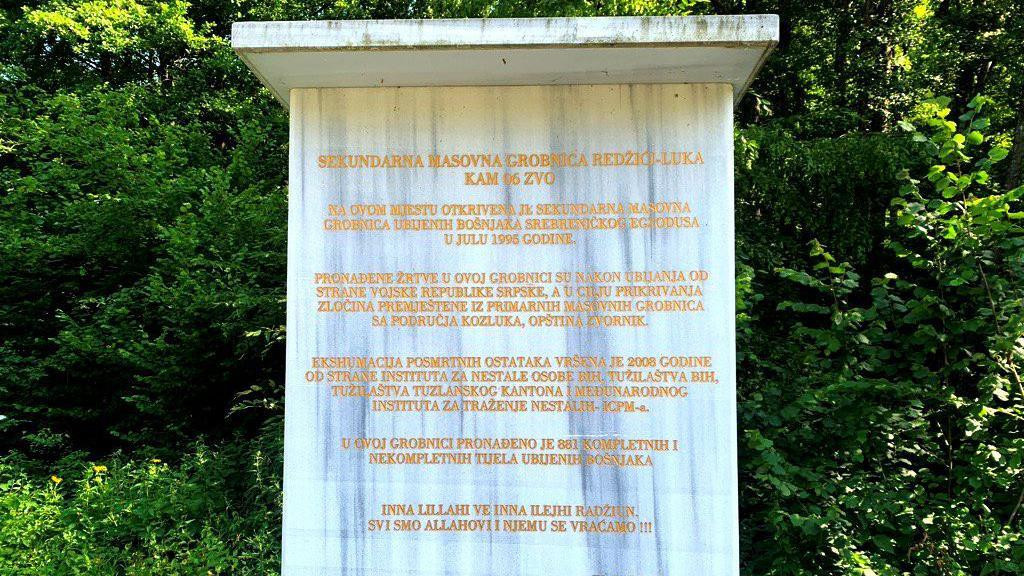 SEKUNDARNA MASOVNA GROBNICA REDŽIĆI-LUKA
KAM 06 ZVO
NA OVOM MJESTU OTKRIVENA JE SEKUNDARNA MASOVNA
GROBNICA UBIJENIH BOŠNJAKA SREBRENIČKOG EGZODUSA
U JULU 1995 GODINE.
PRONAĐENE ŽRTVE U OVOJ GROBNICI SU NAKON UBIJANJA OD
STRANE VOJSKE REPUBLIKE SRPSKE, A U CILJU PRIKRIVANJA
ZLOČINA PREMJEŠTENE IZ PRIMARNIH MASOVNIH GROBNICA
SA PODRUČJA KOZLUKA, OPŠTINA ZVORNIK.
EKSHUMACIJA POSMRTNIH OSTATAKA VRŠENA JE 2008 GODINE
OD STRANE INSTITUTA ZA NESTALE OSOBE BIH, TUŽILAŠTVA BIH,
TUŽILAŠTVA TUZLANSKOG KANTONA I MEĐUNARODNOG
INSTITUTA ZA TRAŽENJE NESTALIH- ICPM-a.
U OVOJ GROBNICI PRONAĐENO JE 881 KOMPLETNIH I
NEKOMPLETNIH TIJELA UBIJENIH BOŠNJAKA
INNA LILLAHI VE INNA ILEJHI RADŽIUN.
SVI SMO ALLAHOVI I NJEMU SE VRAĆAMO !!!